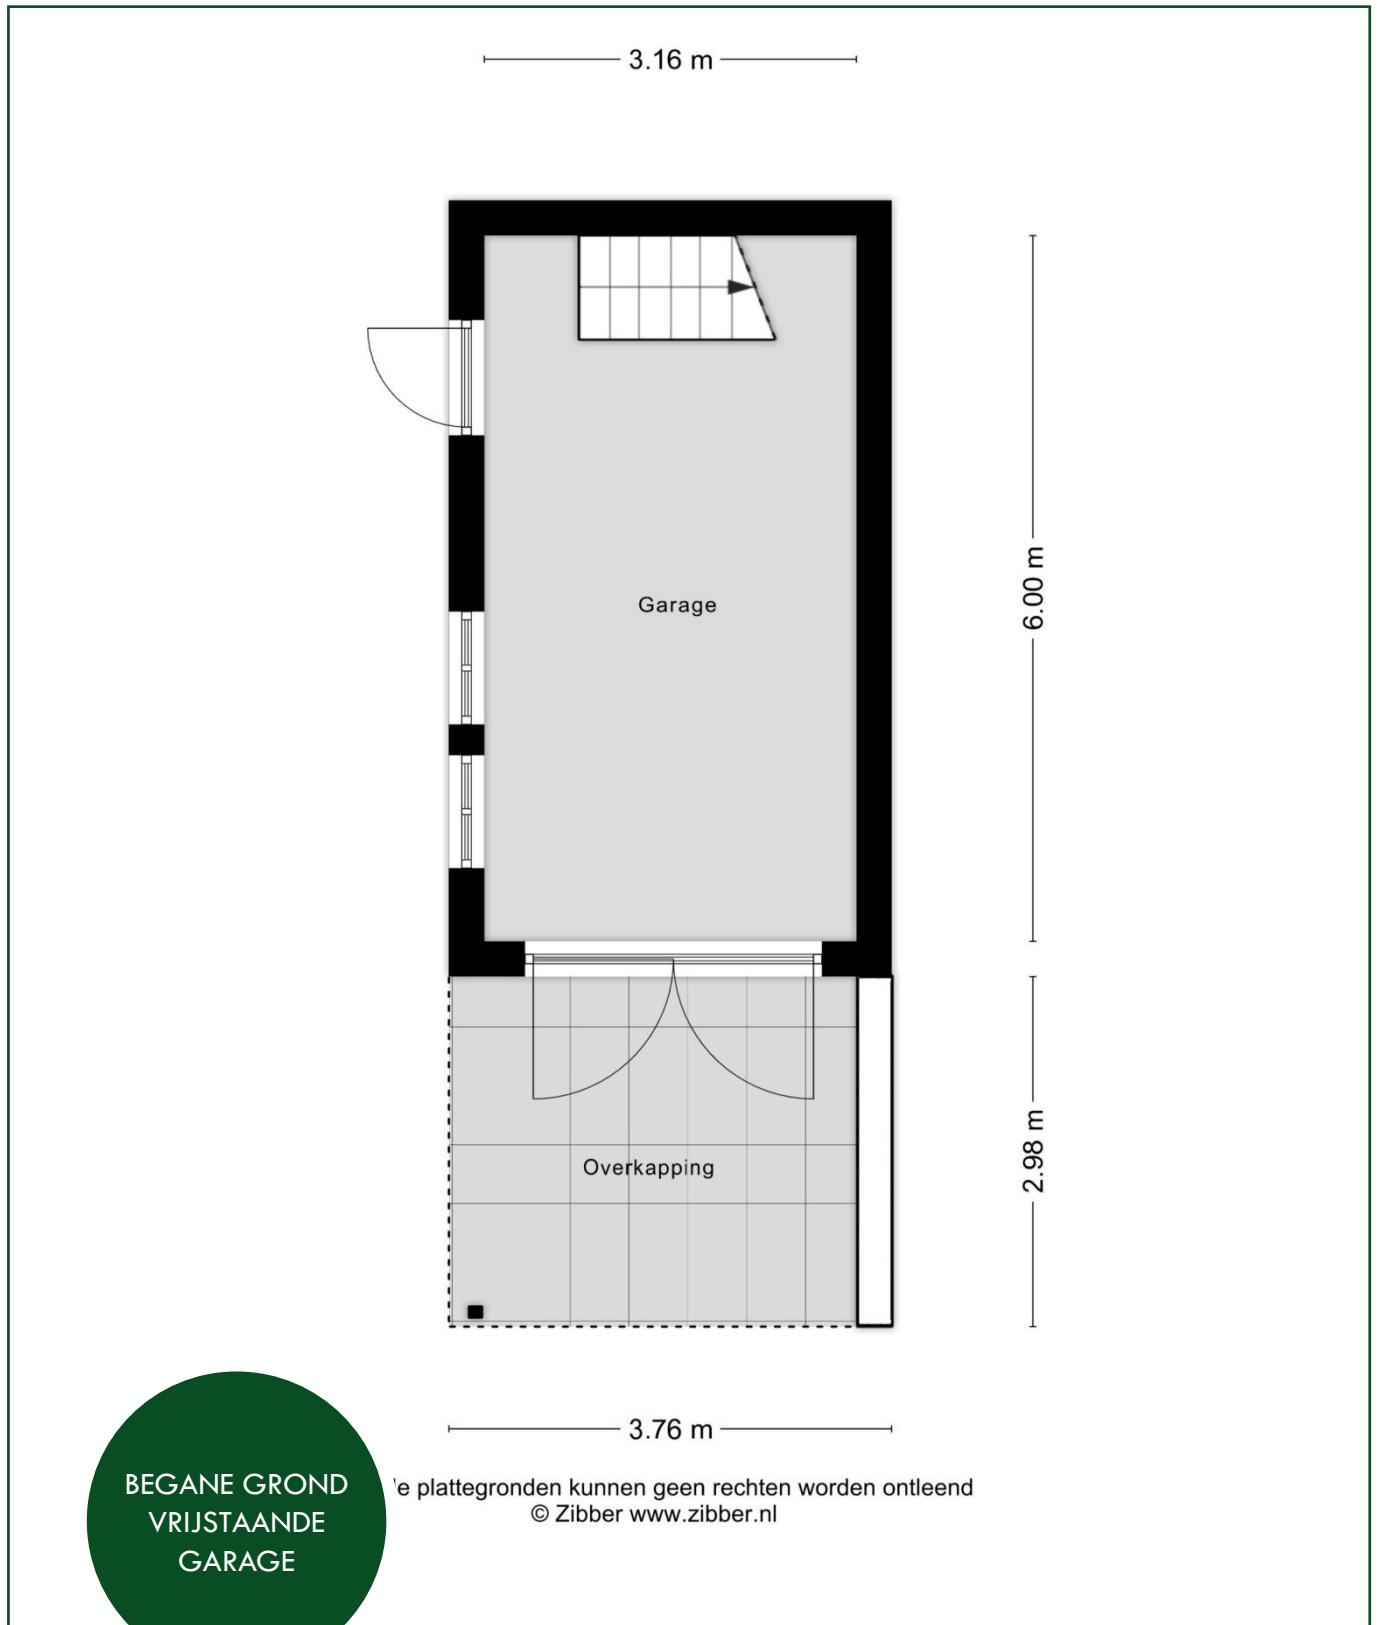 3.16 m
Garage
6.00 m
Overkapping
2.98 m
3.76 m
plattegronden kunnen geen rechten worden ontleend
© Zibber www.zibber.nl
BEGANE GROND
VRIJSTAANDE
GARAGE